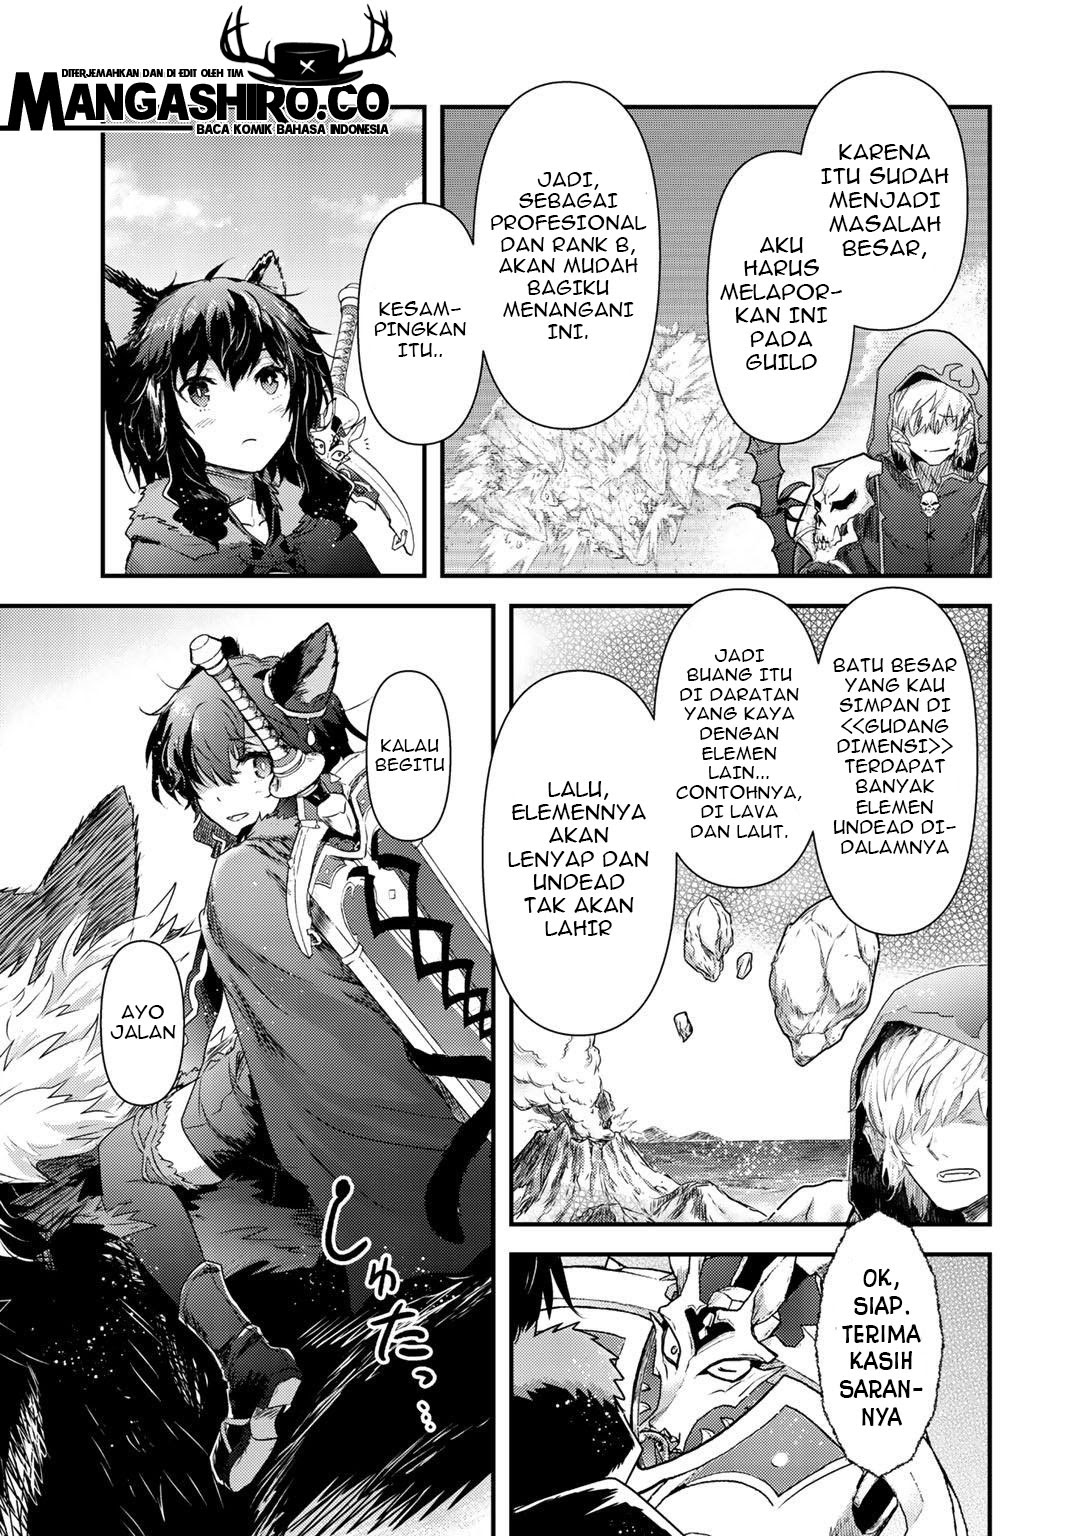 DITERJEMAHKAN DAN DI EDIT OLEH TIM
MANGASHIRO.CO
BACA KOMIK BAHASA INDONESIA
KARENA
ITU SUDAH
MENJADI
MASALAH
BESAR,
AKU
HARUS
MELAPOR-
KAN INI
PADA
GUILD
JADI,
SEBAGAI
PROFESIONAL
DAN RANK B,
AKAN MUDAH
BAGIKU
MENANGANI
INI.
KESAM-
PINGKAN
ITU..
BATU BESAR
YANG KAU
SIMPAN DI
<<GUDANG
DIMENSI>>
TERDAPAT
BANYAK
ELEMEN
UNDEAD DI-
DALAMNYA
JADI
BUANG ITU
DI DARATAN
YANG KAYA
DENGAN
ELEMEN
LAIN...
CONTOHNYA,
DI LAVA
DAN LAUT.
LALU,
ELEMENNYA
AKAN
LENYAP DAN
UNDEAD
TAK AKAN
LAHIR
OK,
SIAP.
TERIMA
KASIH
SARAN-
NYA
KALAU
BEGITU
AYO
JALAN
しゅたっ…